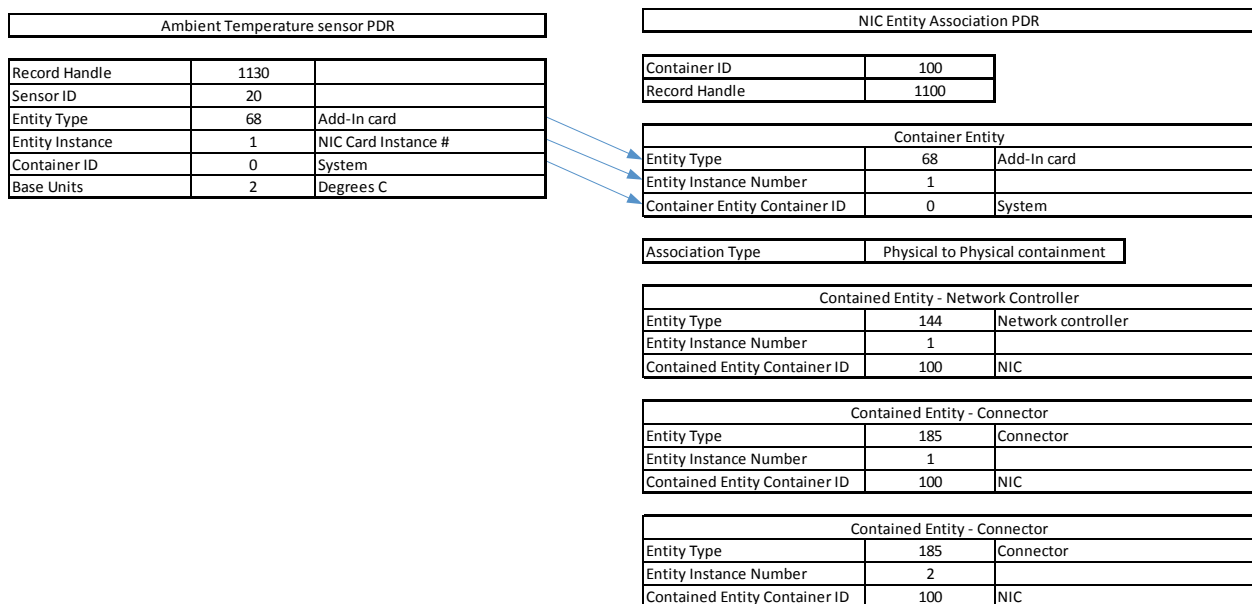 Ambient Temperature sensor PDR
Record Handle 1130
Sensor ID 20
Entity Type 68 Add-In card
Entity Instance 1 NIC Card Instance #
Container ID 0 System
Base Units 2 Degrees C
NIC Entity Association PDR
Container ID 100
Record Handle 1100
Container Entity
Entity Type 68 Add-In card
Entity Instance Number 1
Container Entity Container ID 0 System
Association Type Physical to Physical containment
Contained Entity - Network Controller
Entity Type 144 Network controller
Entity Instance Number 1
Contained Entity Container ID 100 NIC
Contained Entity - Connector
Entity Type 185 Connector
Entity Instance Number 1
Contained Entity Container ID 100 NIC
Contained Entity - Connector
Entity Type 185 Connector
Entity Instance Number 2
Contained Entity Container ID 100 NIC